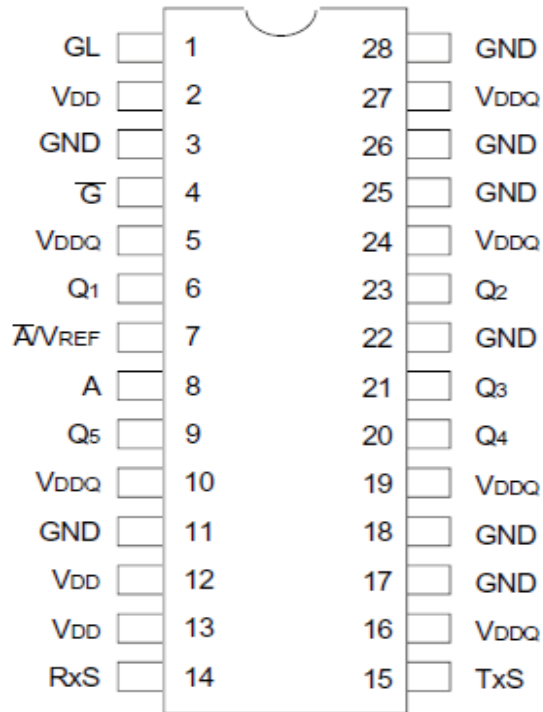 GL 1 28 GND
VDD 2 27 VDDQ
GND 3 26 GND
G̅ 4 25 GND
VDDQ 5 24 VDDQ
Q1 6 23 Q2
A̅/VREF 7 22 GND
A 8 21 Q3
Q5 9 20 Q4
VDDQ 10 19 VDDQ
GND 11 18 GND
VDD 12 17 GND
VDD 13 16 VDDQ
RxS 14 15 TxS